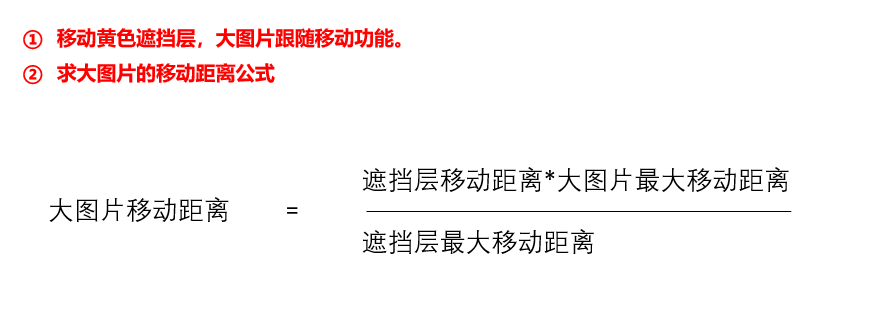 ① 移动黄色遮挡层，大图片跟随移动功能。
② 求大图片的移动距离公式
遮挡层移动距离*大图片最大移动距离
大图片移动距离 =
遮挡层最大移动距离